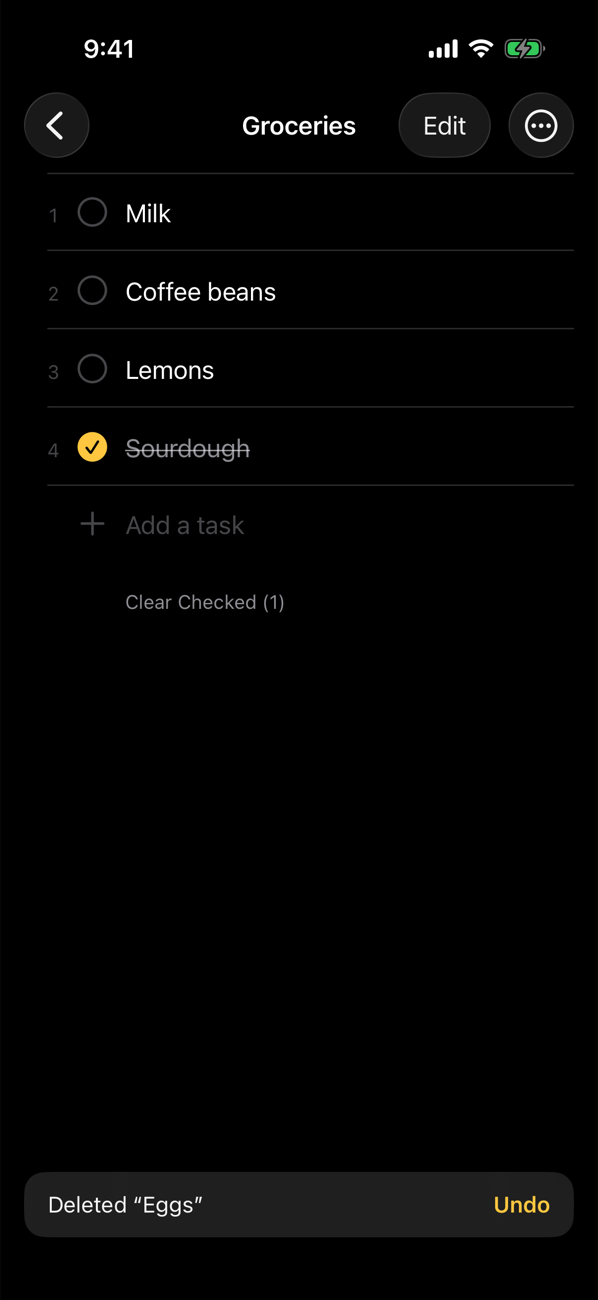 9:41
Groceries
Edit
1 Milk
2 Coffee beans
3 Lemons
4 Sourdough
Add a task
Clear Checked (1)
Deleted “Eggs” Undo